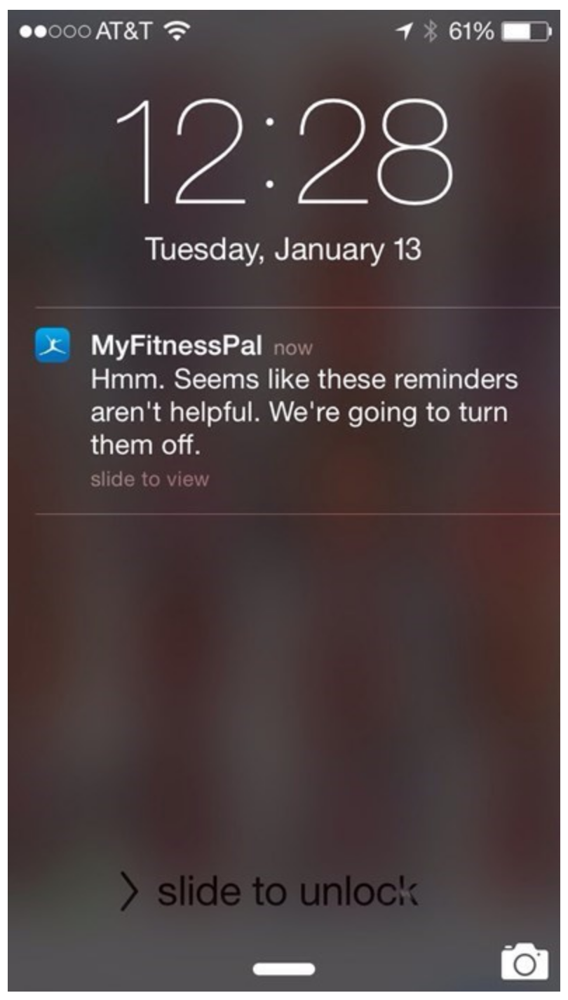 AT&T 61%
12:28
Tuesday, January 13
MyFitnessPal now
Hmm. Seems like these reminders
aren't helpful. We're going to turn
them off.
slide to view
> slide to unlock